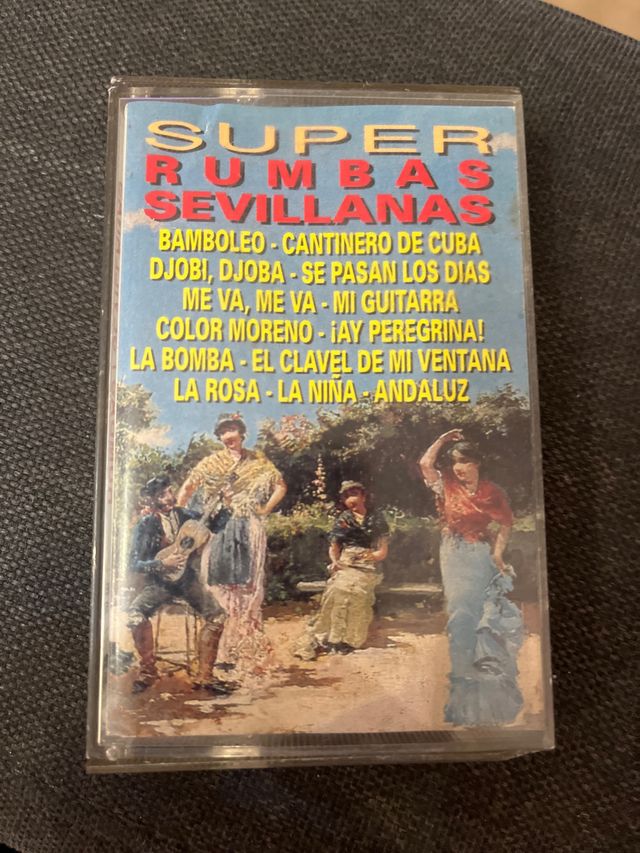 SUPER
RUMBAS
SEVILLANAS
BAMBOLEO - CANTINERO DE CUBA
DJOBI, DJOBA - SE PASAN LOS DIAS
ME VA, ME VA - MI GUITARRA
COLOR MORENO - ¡AY PEREGRINA!
LA BOMBA - EL CLAVEL DE MI VENTANA
LA ROSA - LA NIÑA - ANDALUZ